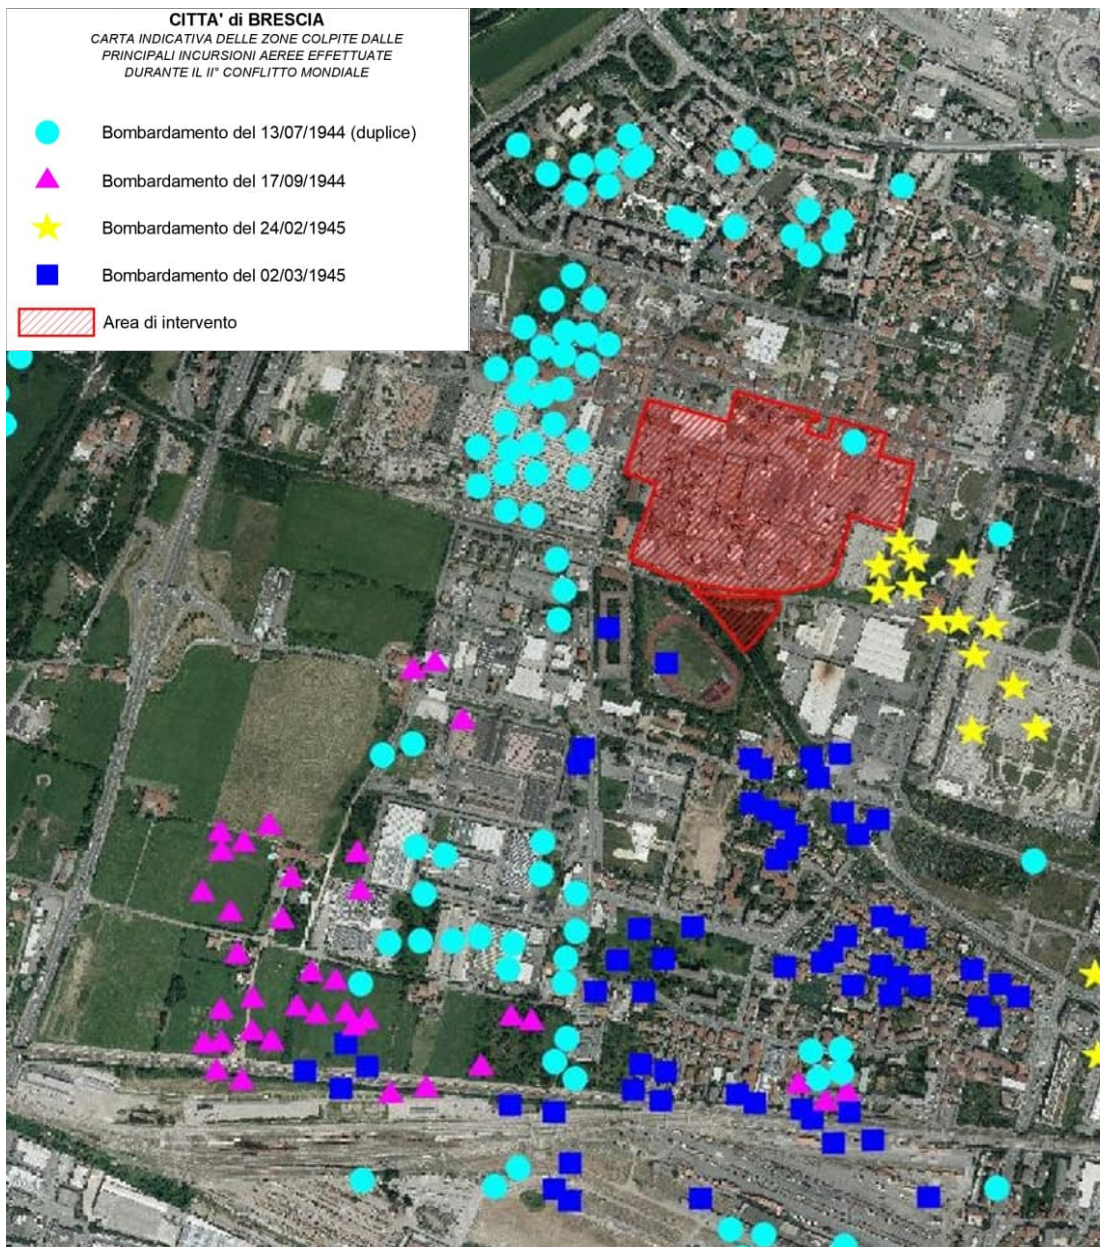 CITTA' di BRESCIA
CARTA INDICATIVA DELLE ZONE COLPITE DALLE
PRINCIPALI INCURSIONI AEREE EFFETTUATE
DURANTE IL II° CONFLITTO MONDIALE
Bombardamento del 13/07/1944 (duplice)
Bombardamento del 17/09/1944
Bombardamento del 24/02/1945
Bombardamento del 02/03/1945
Area di intervento